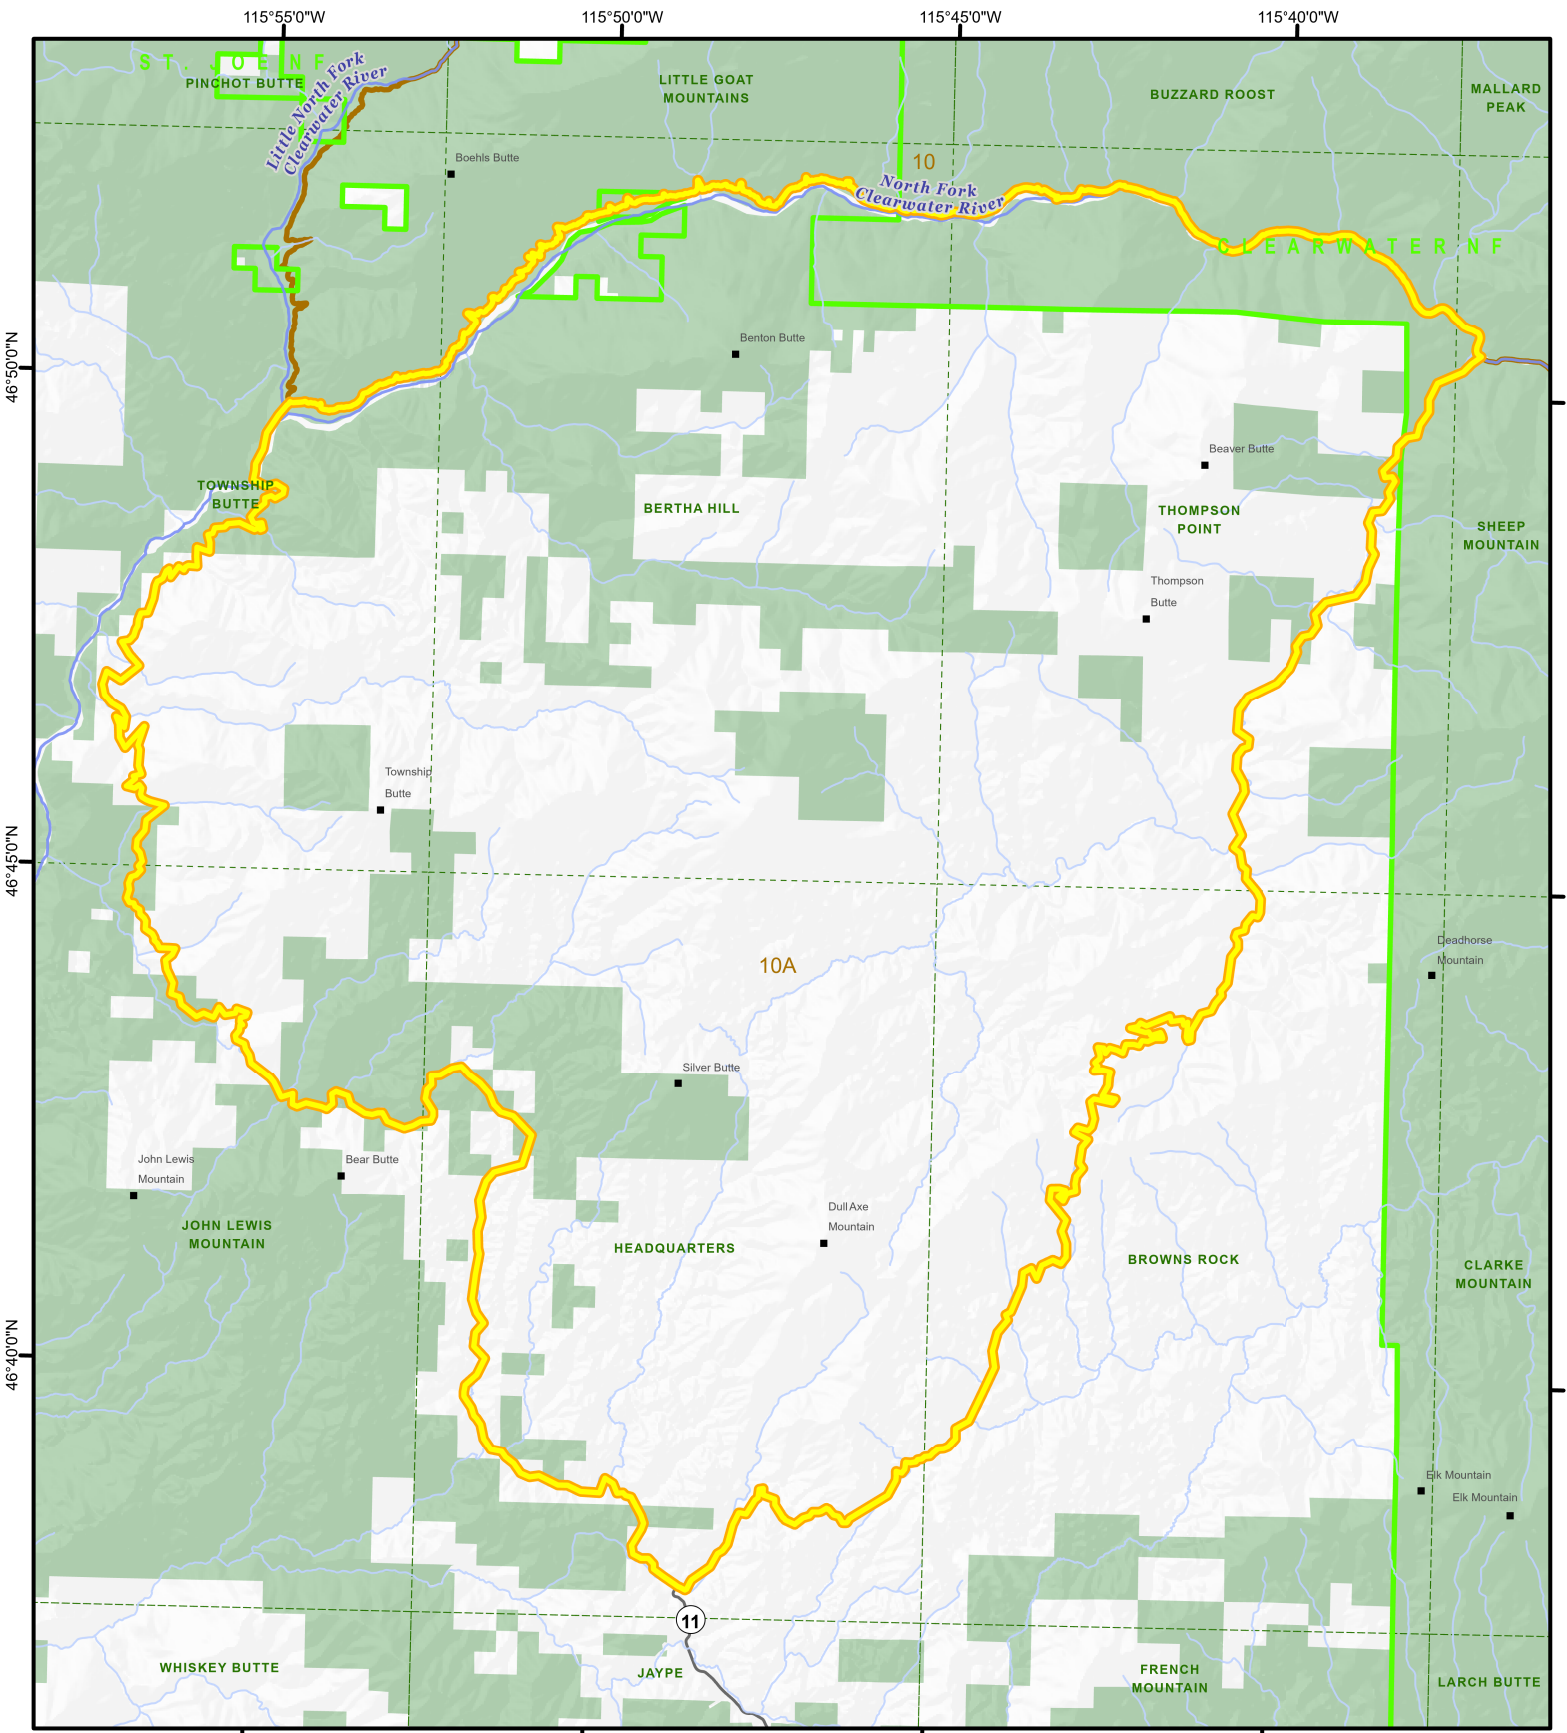 115°55'0"W
115°50'0"W
115°45'0"W
115°40'0"W
ST. JOE NF
PINCHOT BUTTE
Little North Fork
Clearwater River
LITTLE GOAT
MOUNTAINS
BUZZARD ROOST
MALLARD
PEAK
Boehls Butte
10
North Fork
Clearwater River
CLEARWATER NF
Benton Butte
46°50'0"N
Beaver Butte
TOWNSHIP
BUTTE
BERTHA HILL
THOMPSON
POINT
SHEEP
MOUNTAIN
Thompson
Butte
Township
Butte
46°45'0"N
10A
Deadhorse
Mountain
Silver Butte
John Lewis
Mountain
Bear Butte
Dull Axe
Mountain
JOHN LEWIS
MOUNTAIN
HEADQUARTERS
BROWNS ROCK
CLARKE
MOUNTAIN
46°40'0"N
Elk Mountain
Elk Mountain
11
WHISKEY BUTTE
JAYPE
FRENCH
MOUNTAIN
LARCH BUTTE